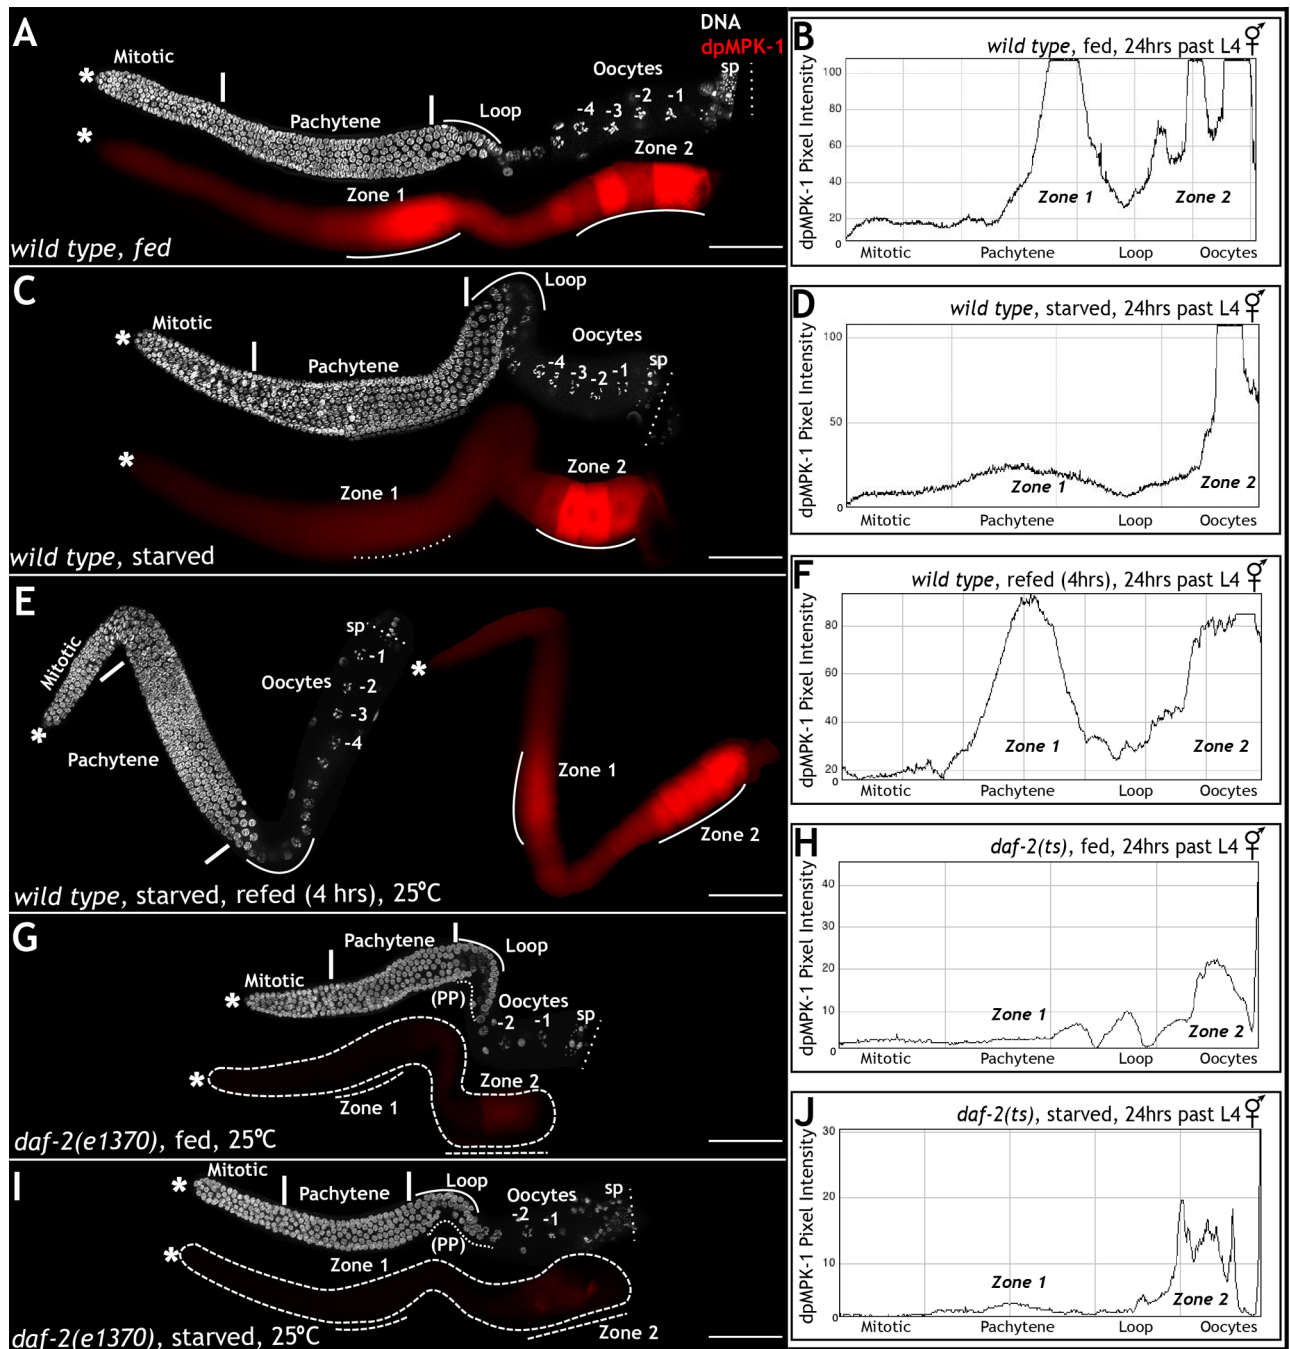 A
DNA
dpMPK-1
Mitotic
*
Pachytene
Loop
Oocytes
sp
-4 -3 -2 -1
*
Zone 1
Zone 2
wild type, fed
B
wild type, fed, 24hrs past L4 ⚥
dpMPK-1 Pixel Intensity
100
80
60
40
20
0
Zone 1
Zone 2
Mitotic Pachytene Loop Oocytes
C
Loop
*
Mitotic
Pachytene
Oocytes
-4 -3 -2 -1
sp
*
Zone 1
Zone 2
wild type, starved
D
wild type, starved, 24hrs past L4 ⚥
dpMPK-1 Pixel Intensity
100
50
0
Zone 1
Zone 2
Mitotic Pachytene Loop Oocytes
E
Mitotic
*
Pachytene
sp
-1
Oocytes
-2
-3
-4
*
Zone 1
Zone 2
wild type, starved, refed (4 hrs), 25ºC
F
wild type, refed (4hrs), 24hrs past L4 ⚥
dpMPK-1 Pixel Intensity
80
60
40
20
0
Zone 1
Zone 2
Mitotic Pachytene Loop Oocytes
G
Pachytene
Loop
Mitotic
*
(PP)
Oocytes
-2 -1
sp
*
Zone 1
Zone 2
daf-2(e1370), fed, 25ºC
H
daf-2(ts), fed, 24hrs past L4 ⚥
dpMPK-1 Pixel Intensity
40
30
20
10
0
Zone 1
Zone 2
Mitotic Pachytene Loop Oocytes
I
Mitotic
*
Pachytene
Loop
Oocytes
-2 -1
sp
(PP)
*
Zone 1
Zone 2
daf-2(e1370), starved, 25ºC
J
daf-2(ts), starved, 24hrs past L4 ⚥
dpMPK-1 Pixel Intensity
30
20
10
0
Zone 1
Zone 2
Mitotic Pachytene Loop Oocytes